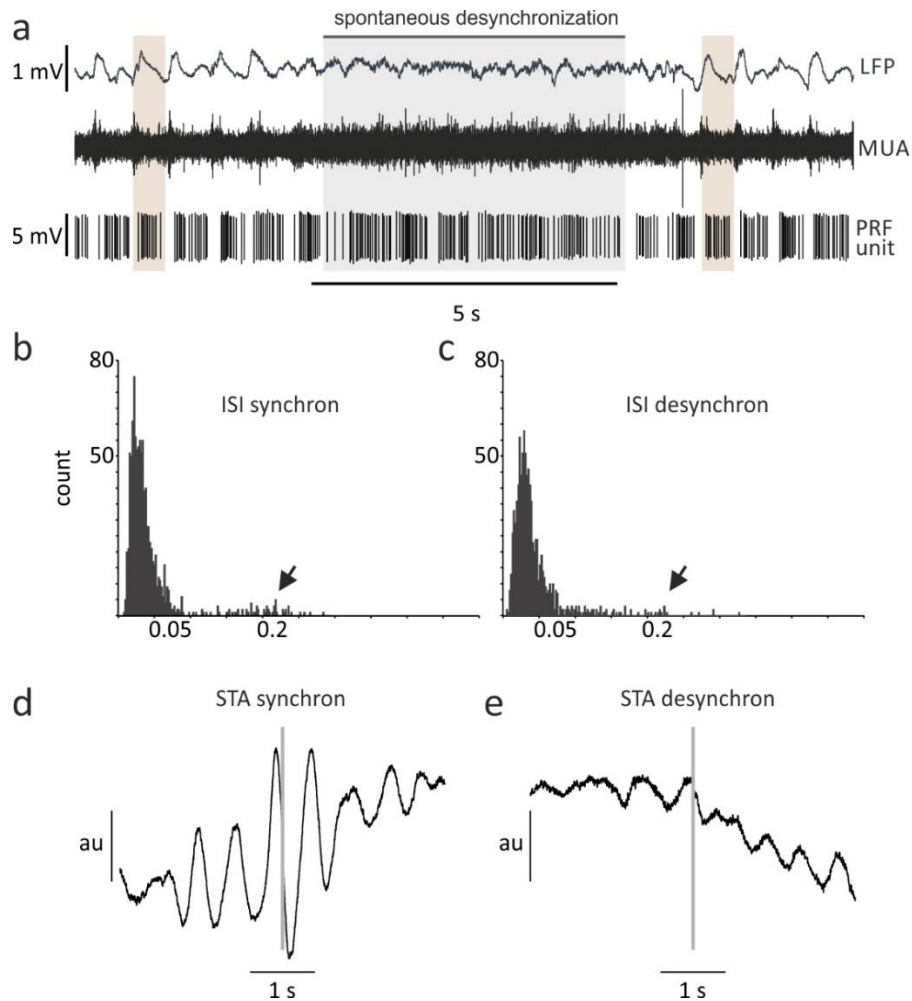 a
spontaneous desynchronization
1 mV
LFP
MUA
5 mV
PRF
unit
5 s
b
80
ISI synchron
50
count
0.05
0.2
c
80
ISI desynchron
50
0.05
0.2
d
STA synchron
au
1 s
e
STA desynchron
au
1 s